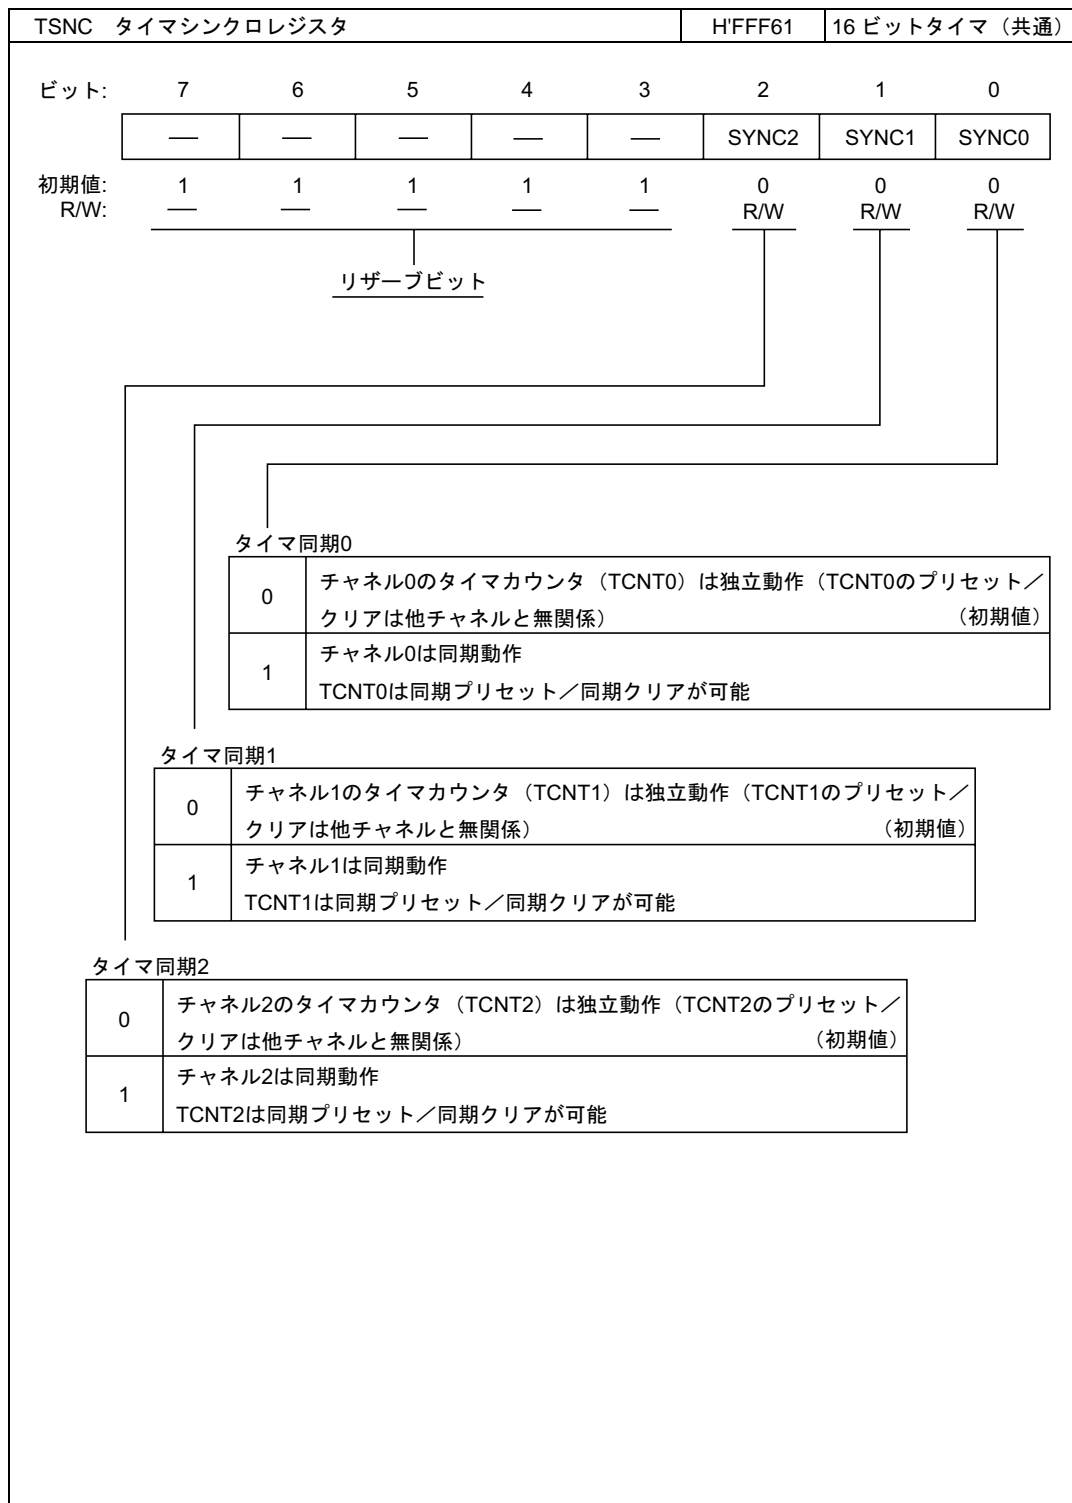 TSNC　タイマシンクロレジスタ　H'FFF61　16 ビットタイマ（共通）
ビット: 7 6 5 4 3 2 1 0
— — — — — SYNC2 SYNC1 SYNC0
初期値: 1 1 1 1 1 0 0 0
R/W: — — — — — R/W R/W R/W
リザーブビット
タイマ同期0
0 チャネル0のタイマカウンタ（TCNT0）は独立動作（TCNT0のプリセット／
クリアは他チャネルと無関係） （初期値）
1 チャネル0は同期動作
TCNT0は同期プリセット／同期クリアが可能
タイマ同期1
0 チャネル1のタイマカウンタ（TCNT1）は独立動作（TCNT1のプリセット／
クリアは他チャネルと無関係） （初期値）
1 チャネル1は同期動作
TCNT1は同期プリセット／同期クリアが可能
タイマ同期2
0 チャネル2のタイマカウンタ（TCNT2）は独立動作（TCNT2のプリセット／
クリアは他チャネルと無関係） （初期値）
1 チャネル2は同期動作
TCNT2は同期プリセット／同期クリアが可能